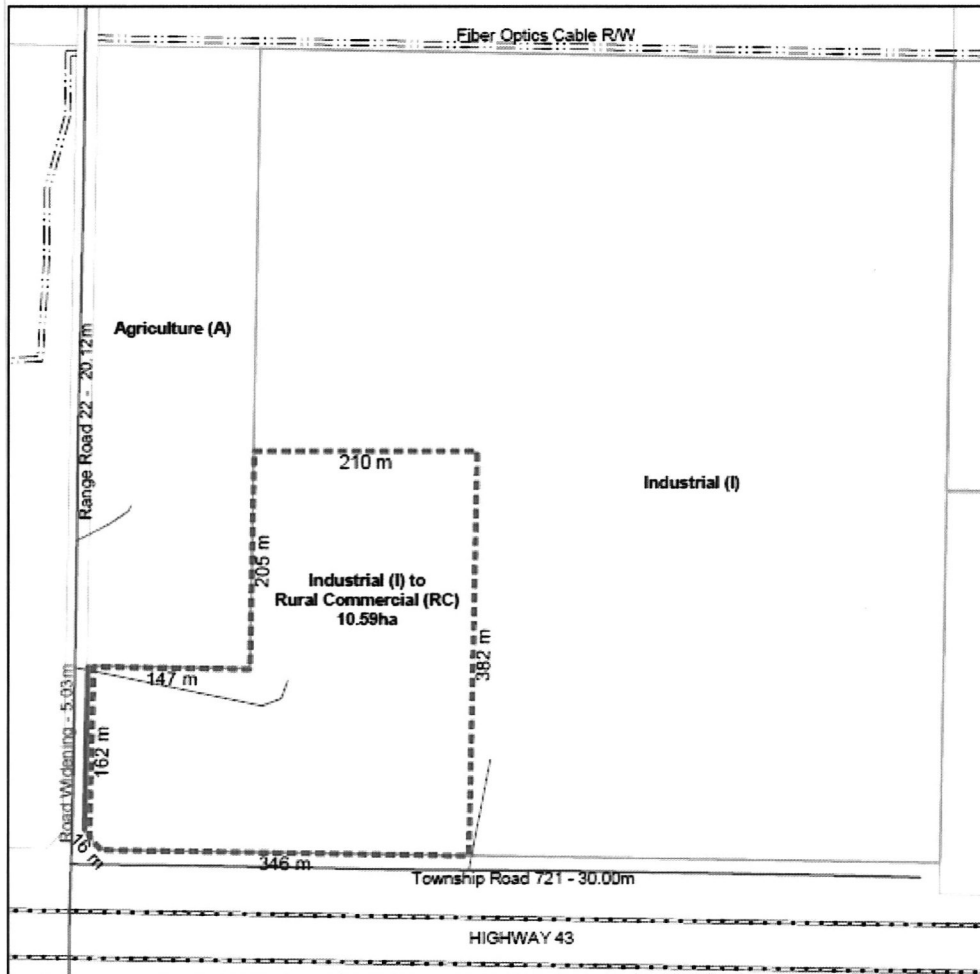 Fiber Optics Cable R/W
Agriculture (A)
Range Road 22 - 20.12m
210 m
Industrial (I)
205 m
Industrial (I) to
Rural Commercial (RC)
10.59ha
382 m
147 m
Road Widening - 5.03m
162 m
16 m
346 m
Township Road 721 - 30.00m
HIGHWAY 43